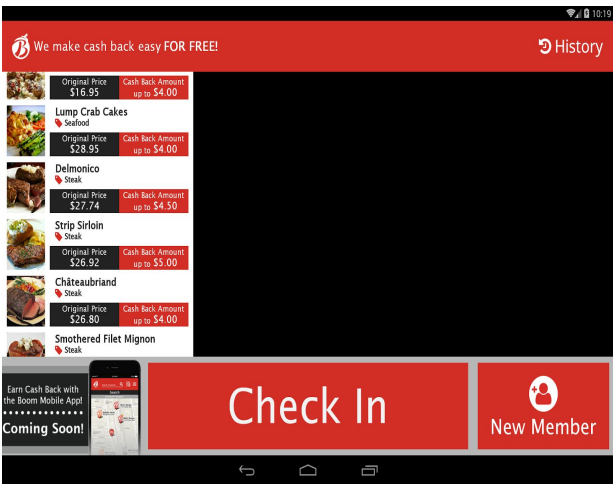 10:19
B We make cash back easy FOR FREE!
History
Original Price
$16.95
Cash Back Amount
up to $4.00
Lump Crab Cakes
Seafood
Original Price
$28.95
Cash Back Amount
up to $4.00
Delmonico
Steak
Original Price
$27.74
Cash Back Amount
up to $4.50
Strip Sirloin
Steak
Original Price
$26.92
Cash Back Amount
up to $5.00
Châteaubriand
Steak
Original Price
$26.80
Cash Back Amount
up to $4.00
Smothered Filet Mignon
Steak
Earn Cash Back with
the Boom Mobile App!
Coming Soon!
Search
Check In
New Member